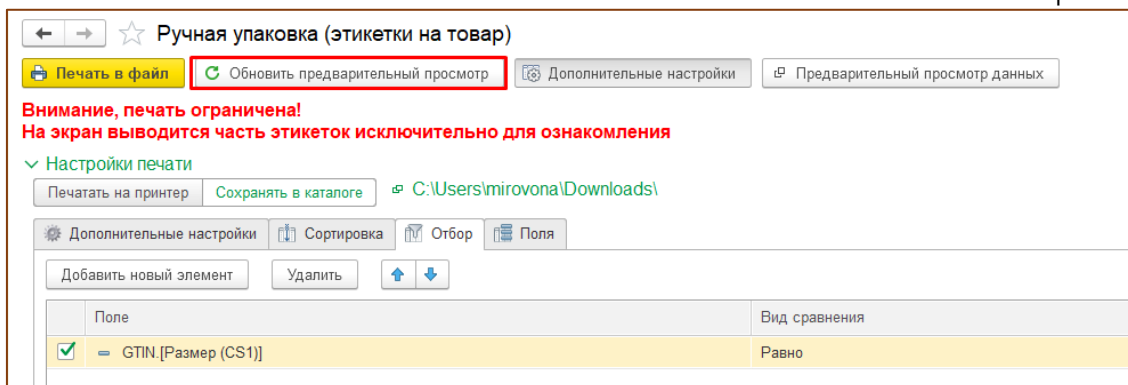 Ручная упаковка (этикетки на товар)
Печать в файл Обновить предварительный просмотр Дополнительные настройки Предварительный просмотр данных
Внимание, печать ограничена!
На экран выводится часть этикеток исключительно для ознакомления
Настройки печати
Печатать на принтер Сохранять в каталоге C:\Users\mirovona\Downloads\
Дополнительные настройки Сортировка Отбор Поля
Добавить новый элемент Удалить
Поле Вид сравнения
GTIN.[Размер (CS1)] Равно